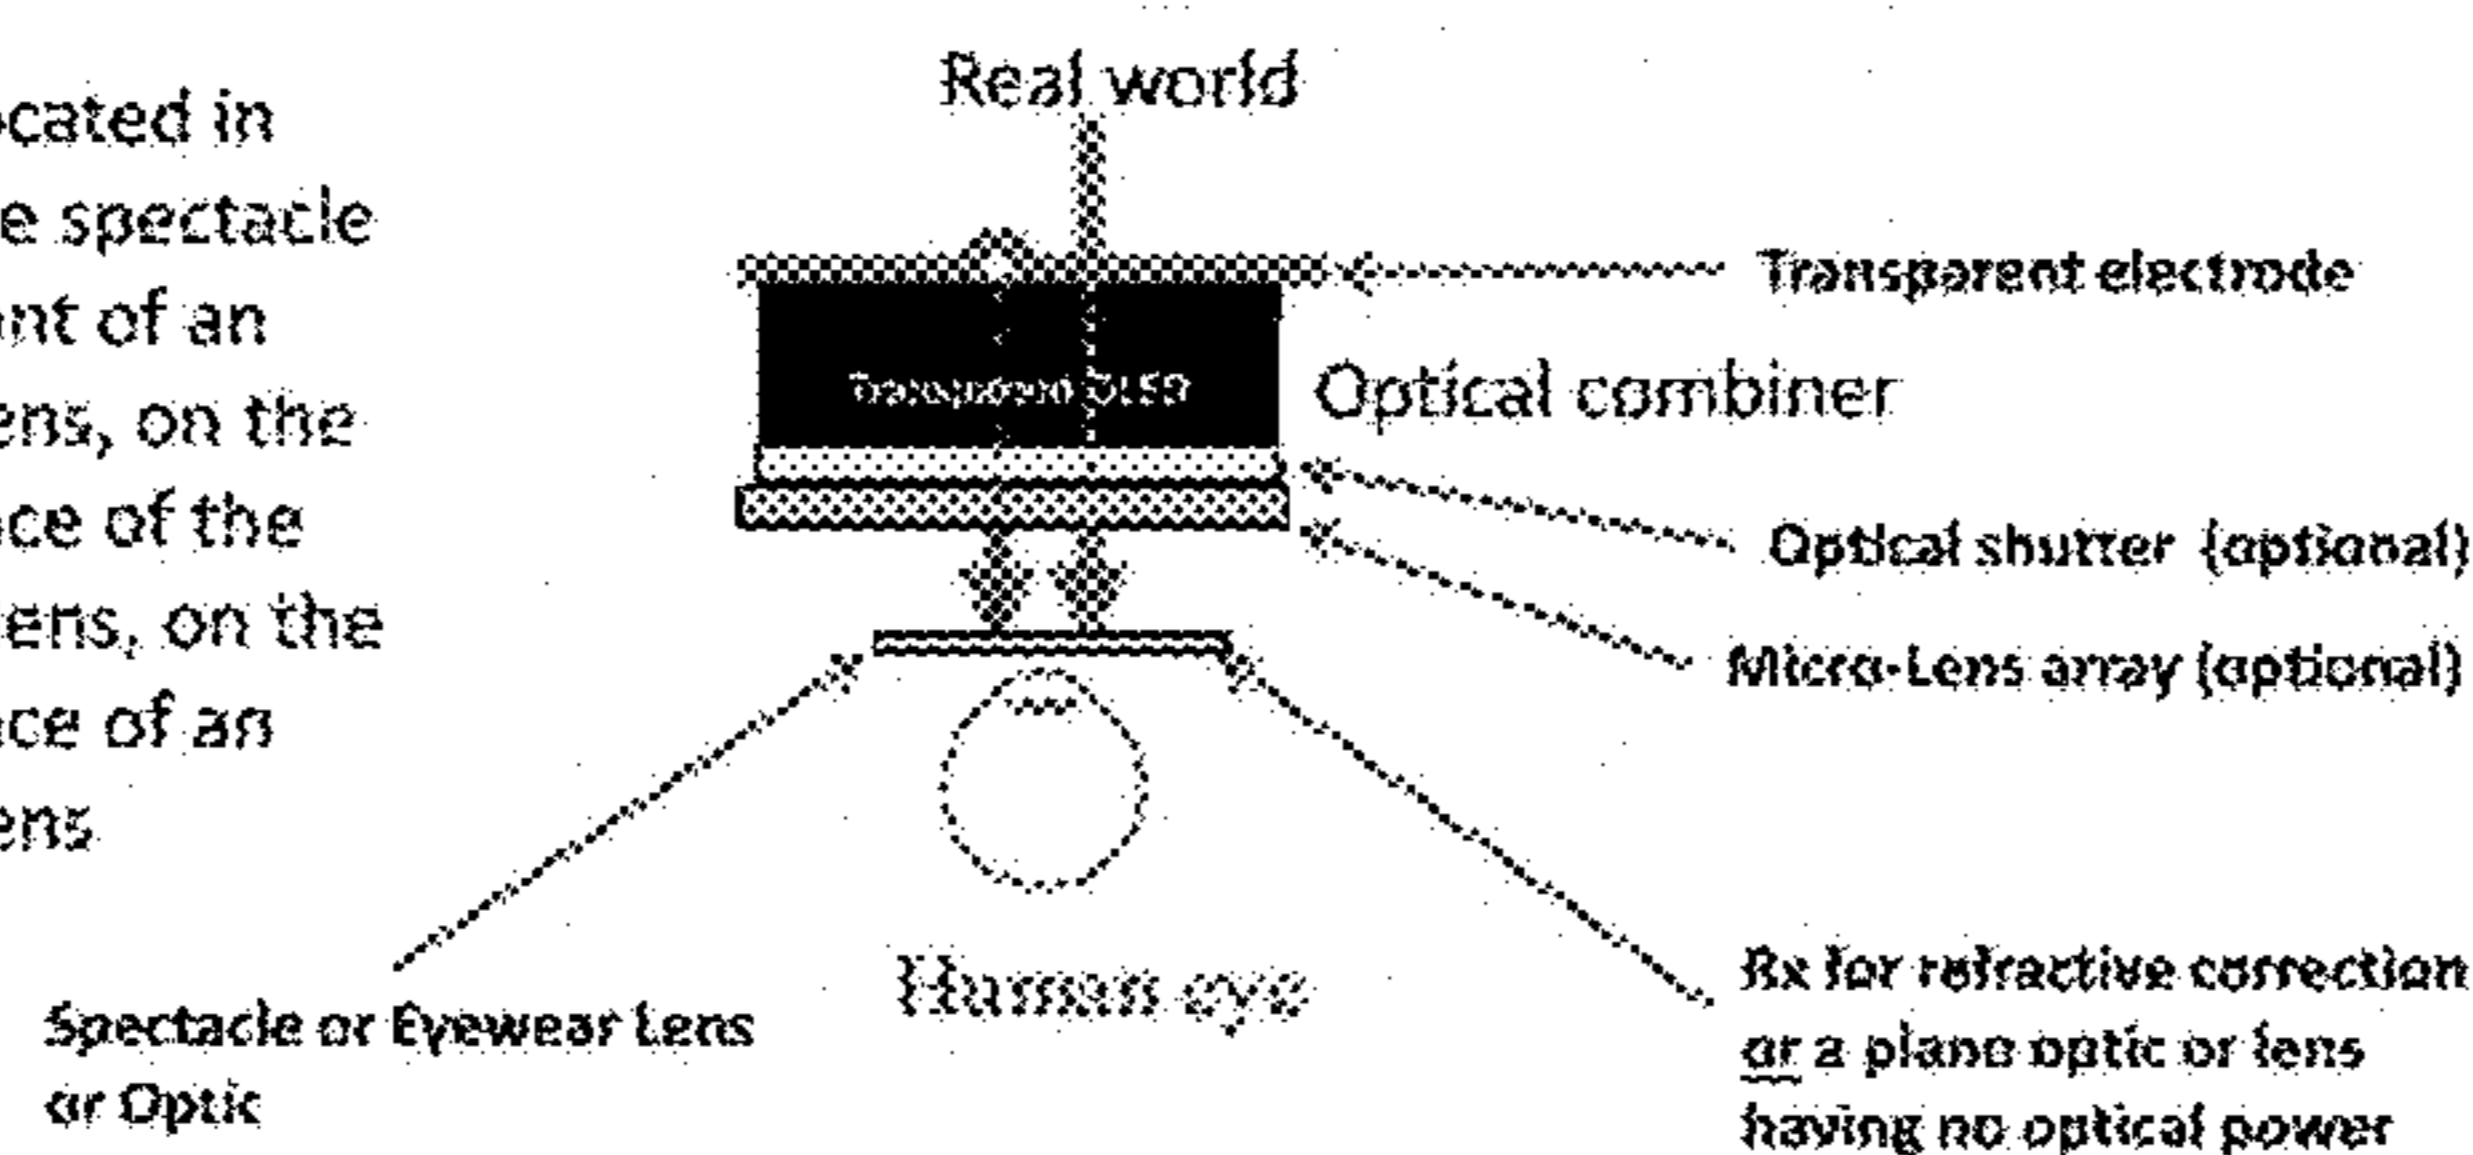 Real world
ocated in
e spectacle
nt of an
ens, on the
ce of the
ens, on the
ce of an
ens
Transparent electrode
Transparent OLED
Optical combiner
Optical shutter (optional)
Micro-Lens array (optional)
Human eye
Spectacle or Eyewear Lens
or Optic
Rx for refractive correction
or a plano optic or lens
having no optical power